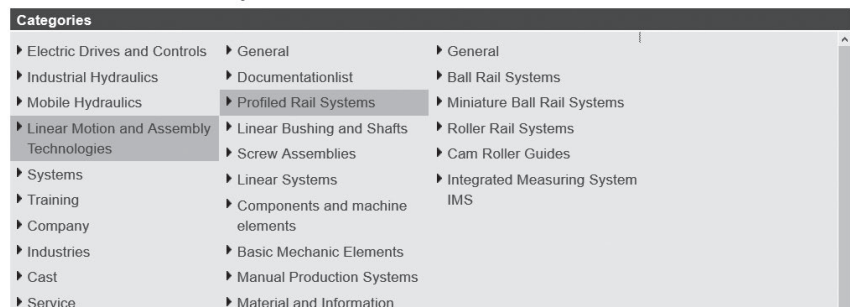 Categories
Electric Drives and Controls
Industrial Hydraulics
Mobile Hydraulics
Linear Motion and Assembly
Technologies
Systems
Training
Company
Industries
Cast
Service
General
Documentationlist
Profiled Rail Systems
Linear Bushing and Shafts
Screw Assemblies
Linear Systems
Components and machine
elements
Basic Mechanic Elements
Manual Production Systems
Material and Information
General
Ball Rail Systems
Miniature Ball Rail Systems
Roller Rail Systems
Cam Roller Guides
Integrated Measuring System
IMS